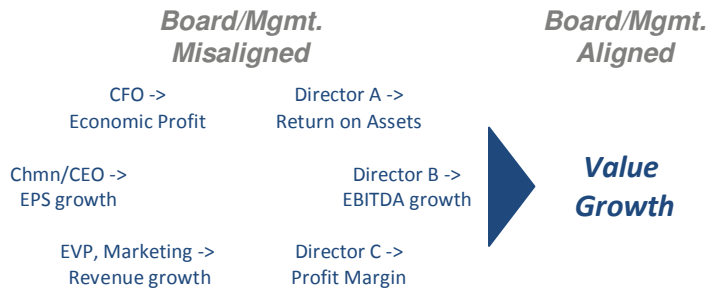 Board/Mgmt.
Misaligned
Board/Mgmt.
Aligned
CFO ->
Economic Profit
Director A ->
Return on Assets
Chmn/CEO ->
EPS growth
Director B ->
EBITDA growth
EVP, Marketing ->
Revenue growth
Director C ->
Profit Margin
Value
Growth